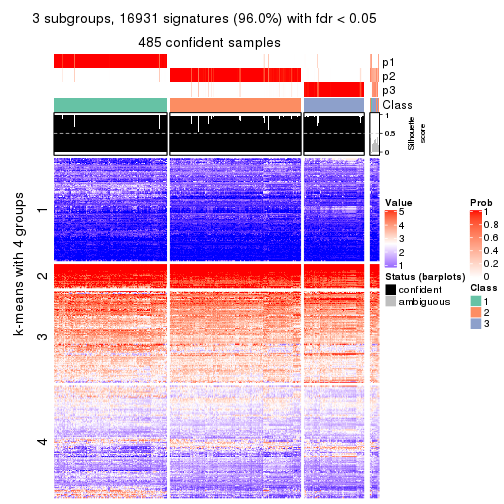 3 subgroups, 16931 signatures (96.0%) with fdr < 0.05
485 confident samples
p1
p2
p3
Class
1
0.5
0
Silhouette
score
k-means with 4 groups
1
2
3
4
Value
5
4
3
2
1
Status (barplots)
confident
ambiguous
Prob
1
0.8
0.6
0.4
0.2
0
Class
1
2
3